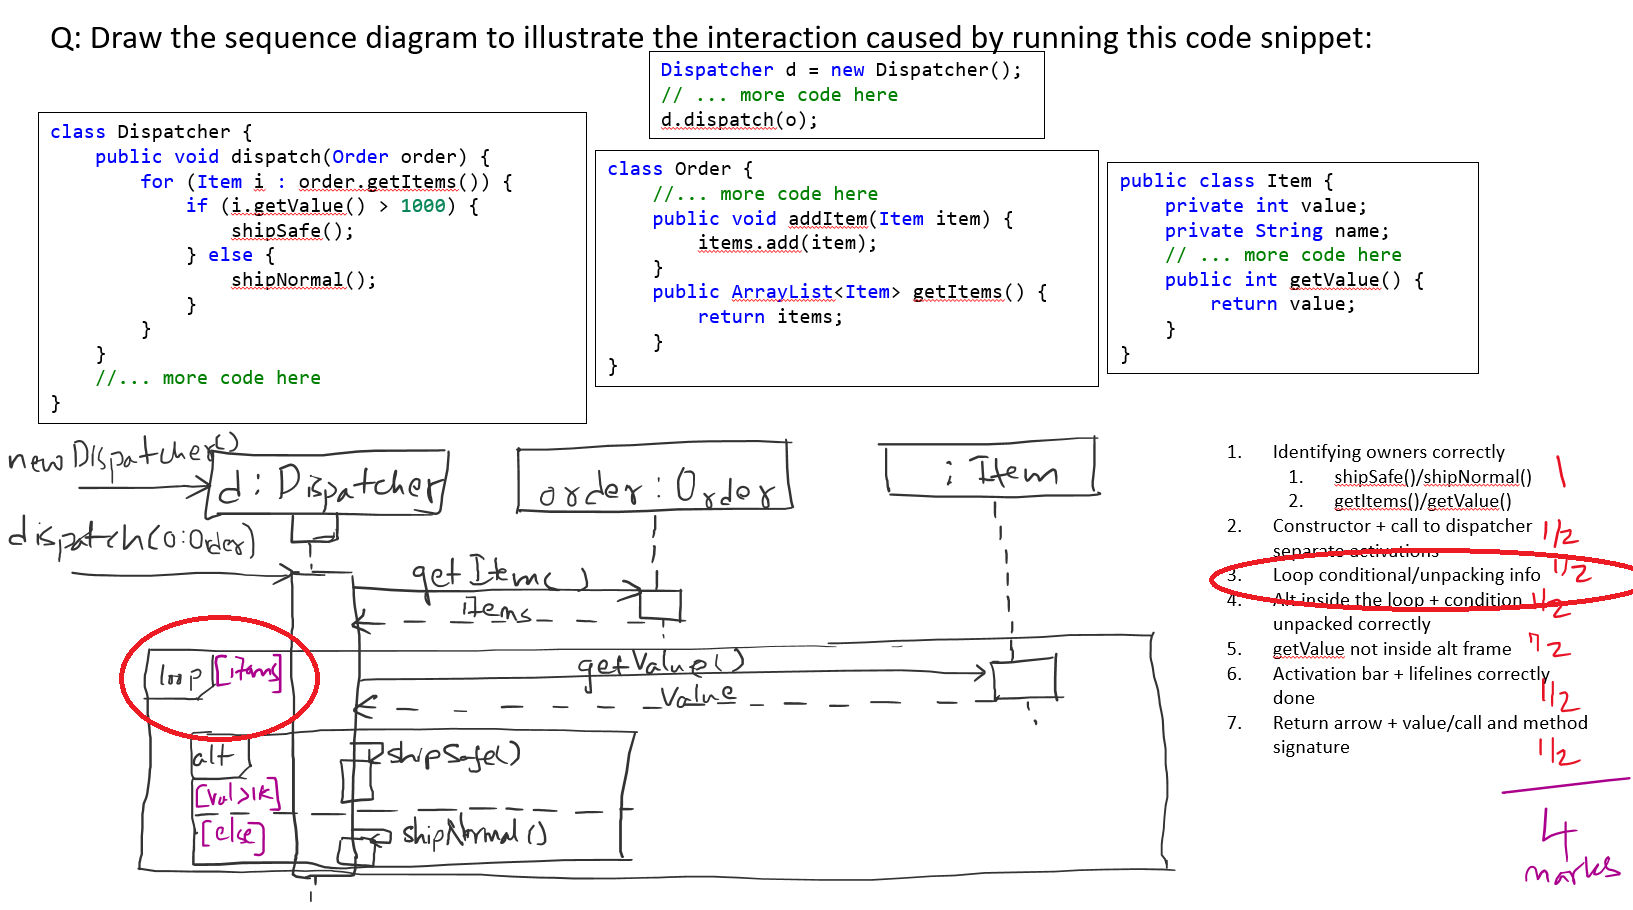 Q: Draw the sequence diagram to illustrate the interaction caused by running this code snippet:
Dispatcher d = new Dispatcher();
// ... more code here
d.dispatch(o);
class Dispatcher {
public void dispatch(Order order) {
for (Item i : order.getItems()) {
if (i.getValue() > 1000) {
shipSafe();
} else {
shipNormal();
}
}
}
//... more code here
}
class Order {
//... more code here
public void addItem(Item item) {
items.add(item);
}
public ArrayList<Item> getItems() {
return items;
}
}
public class Item {
private int value;
private String name;
// ... more code here
public int getValue() {
return value;
}
}
new Dispatcher()
d: Dispatcher
order: Order
: Item
dispatch(o:Order)
getItem()
items
loop [items]
getValue()
Value
alt
shipSafe()
[val>1k]
[else]
shipNormal()
1. Identifying owners correctly
1. shipSafe()/shipNormal()
1
2. getItems()/getValue()
2. Constructor + call to dispatcher
separate activations
1/2
3. Loop conditional/unpacking info
1/2
4. Alt inside the loop + condition
unpacked correctly
1/2
5. getValue not inside alt frame
1/2
6. Activation bar + lifelines correctly
done
1/2
7. Return arrow + value/call and method
signature
1/2
4
marks